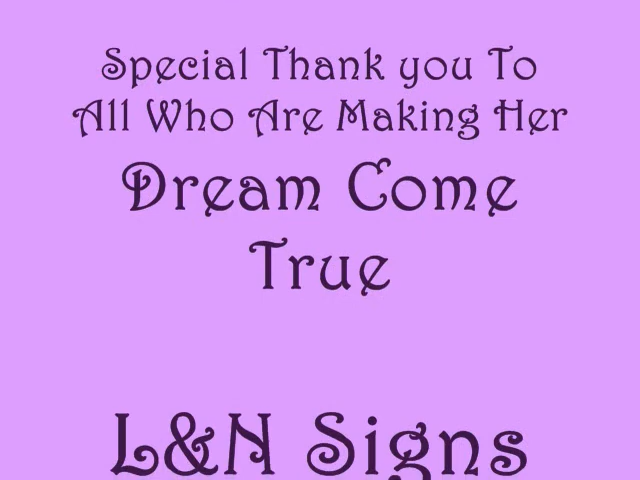 Special Thank you To
All Who Are Making Her
Dream Come
True
L&N Signs